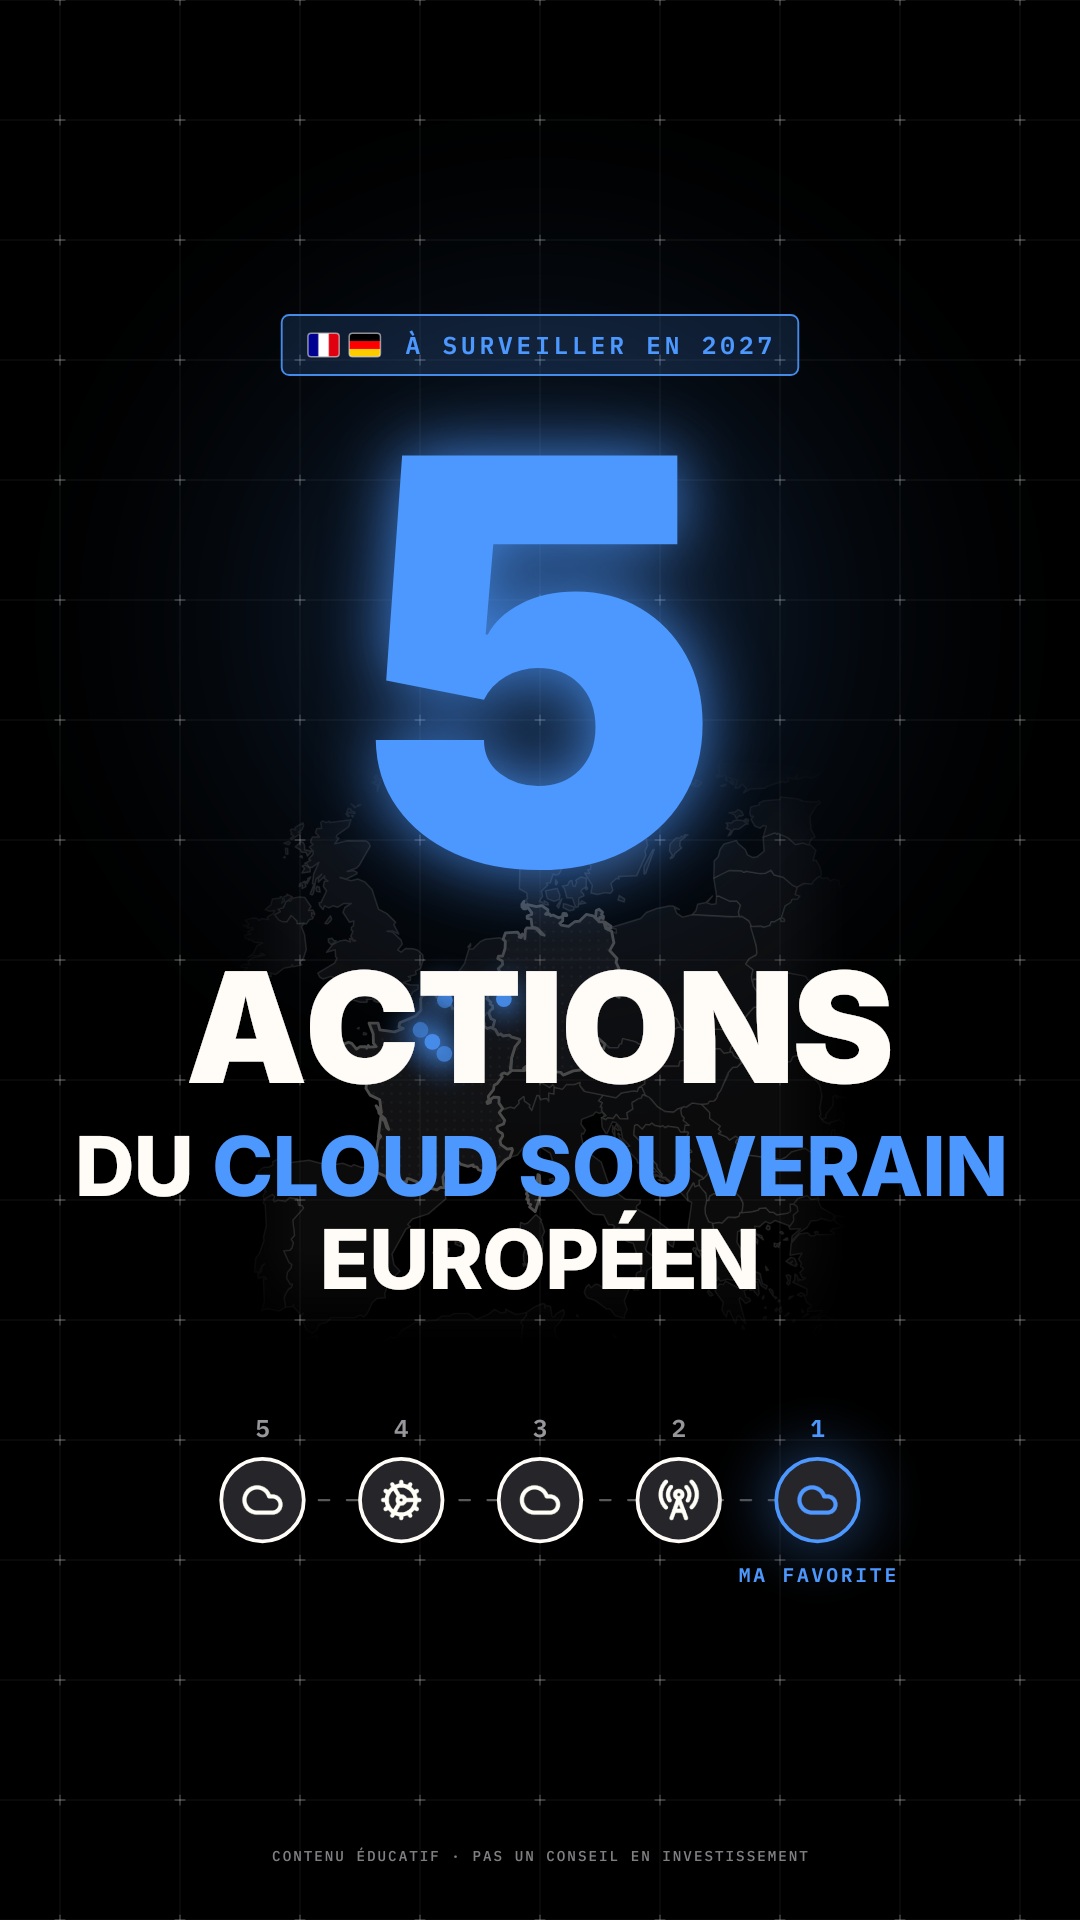 À SURVEILLER EN 2027
5
ACTIONS
DU CLOUD SOUVERAIN
EUROPÉEN
5 4 3 2 1
MA FAVORITE
CONTENU ÉDUCATIF · PAS UN CONSEIL EN INVESTISSEMENT